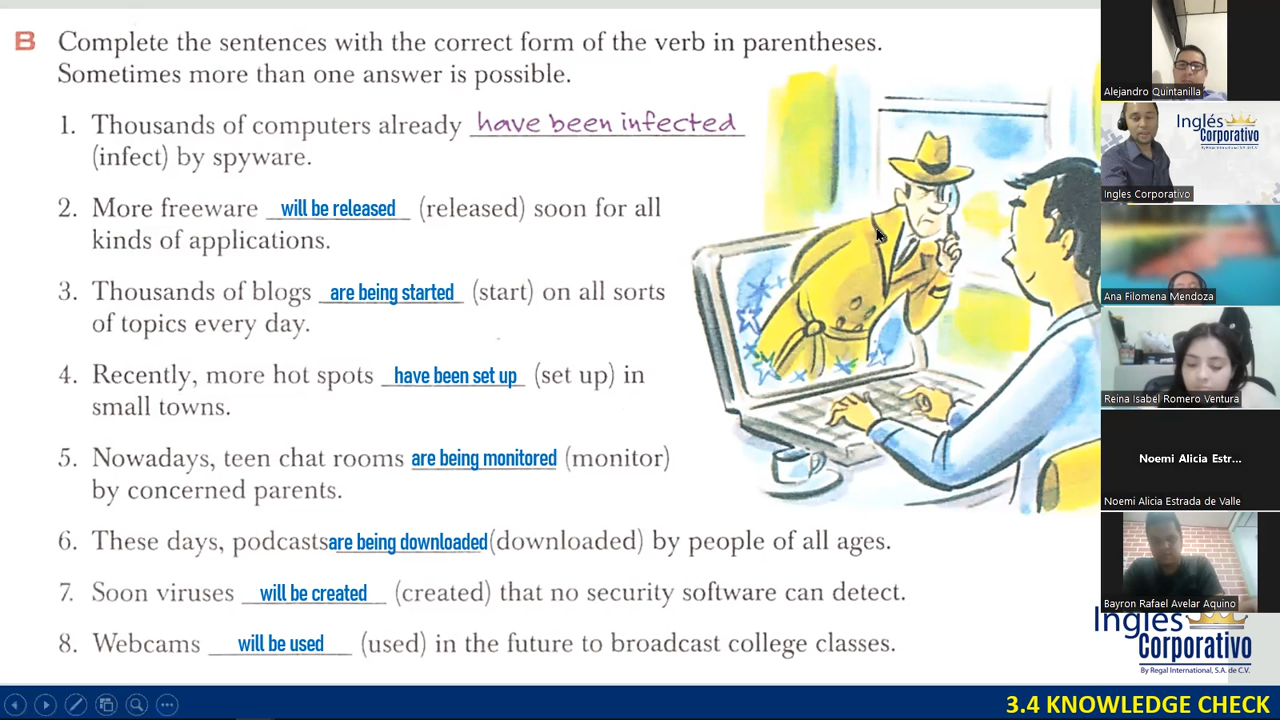 B Complete the sentences with the correct form of the verb in parentheses.
Sometimes more than one answer is possible.
1. Thousands of computers already have been infected
(infect) by spyware.
2. More freeware will be released (released) soon for all
kinds of applications.
3. Thousands of blogs are being started (start) on all sorts
of topics every day.
4. Recently, more hot spots have been set up (set up) in
small towns.
5. Nowadays, teen chat rooms are being monitored (monitor)
by concerned parents.
6. These days, podcasts are being downloaded (downloaded) by people of all ages.
7. Soon viruses will be created (created) that no security software can detect.
8. Webcams will be used (used) in the future to broadcast college classes.
Alejandro Quintanilla
Inglés
Corporativo
By Regal International, S.A. de C.V.
Ingles Corporativo
Ana Filomena Mendoza
Reina Isabel Romero Ventura
Noemi Alicia Estr...
Noemi Alicia Estrada de Valle
Bayron Rafael Avelar Aquino
Inglés
Corporativo
By Regal International, S.A. de C.V.
3.4 KNOWLEDGE CHECK